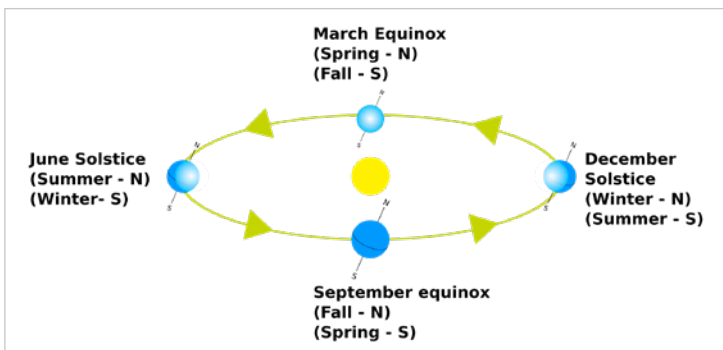 March Equinox
(Spring - N)
(Fall - S)
N
S
June Solstice
(Summer - N)
(Winter- S)
N
S
December
Solstice
(Winter - N)
(Summer - S)
N
S
N
S
September equinox
(Fall - N)
(Spring - S)